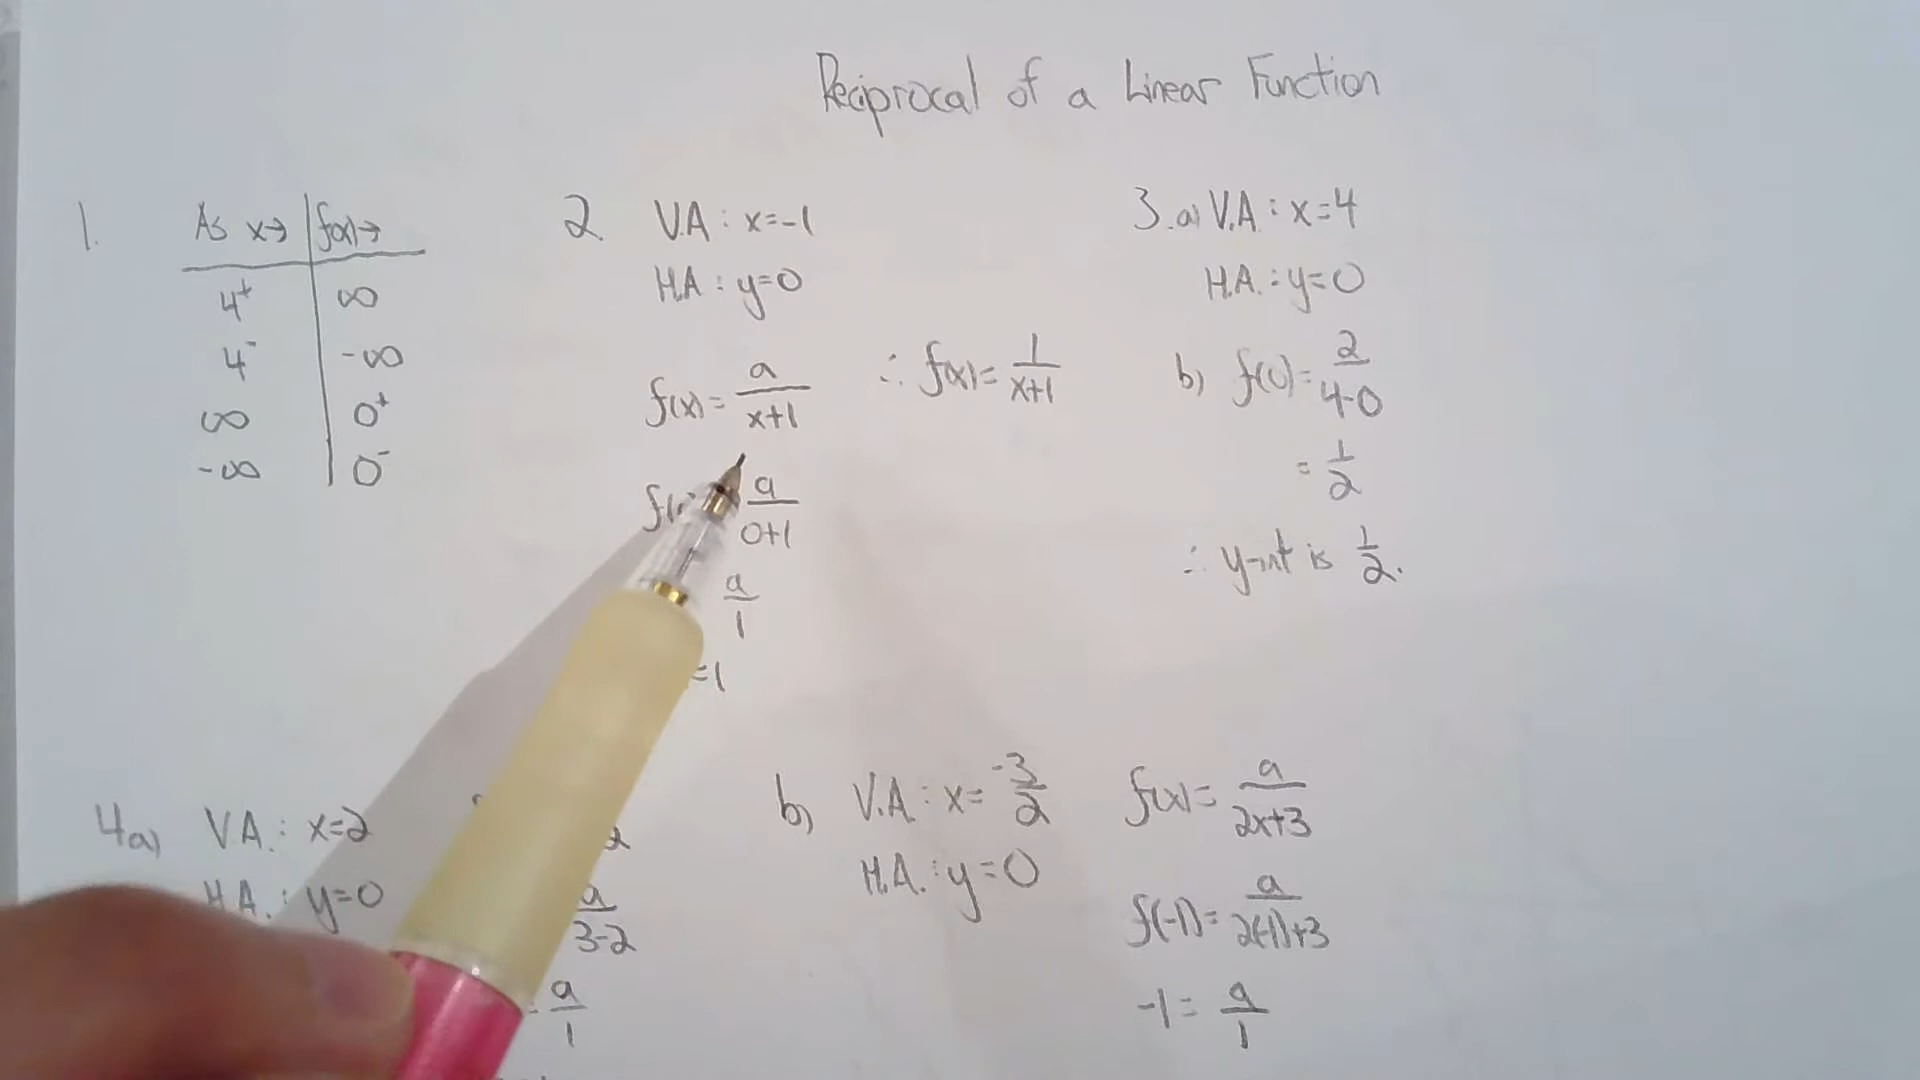 Reciprocal of a Linear Function
1.
As x→ | f(x)→
4⁺ | ∞
4⁻ | -∞
∞ | 0⁺
-∞ | 0⁻
2. V.A: x=-1
H.A: y=0
f(x)= a/(x+1)
a/(0+1)
a/1
=1
∴ f(x)= 1/(x+1)
3.a) V.A: x=4
H.A.: y=0
b) f(0)= 2/(4-0)
= 1/2
∴ y-int is 1/2.
4a) V.A.: x=2
H.A.: y=0
a/(3-2)
= a/1
b) V.A.: x= -3/2
H.A.: y=0
f(x)= a/(2x+3)
f(-1)= a/(2(-1)+3)
-1= a/1